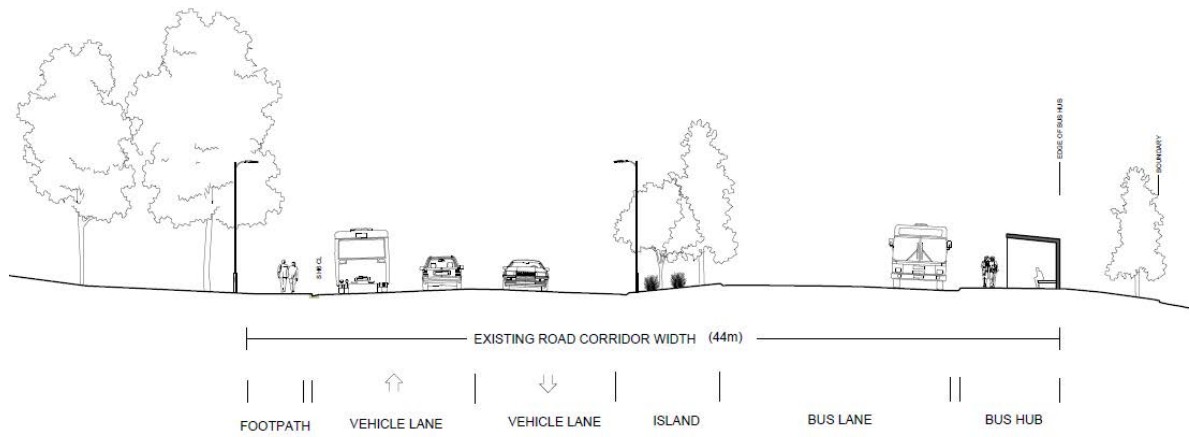 EDGE OF BUS HUB
BOUNDARY
EXISTING ROAD CORRIDOR WIDTH (44m)
FOOTPATH
VEHICLE LANE
VEHICLE LANE
ISLAND
BUS LANE
BUS HUB